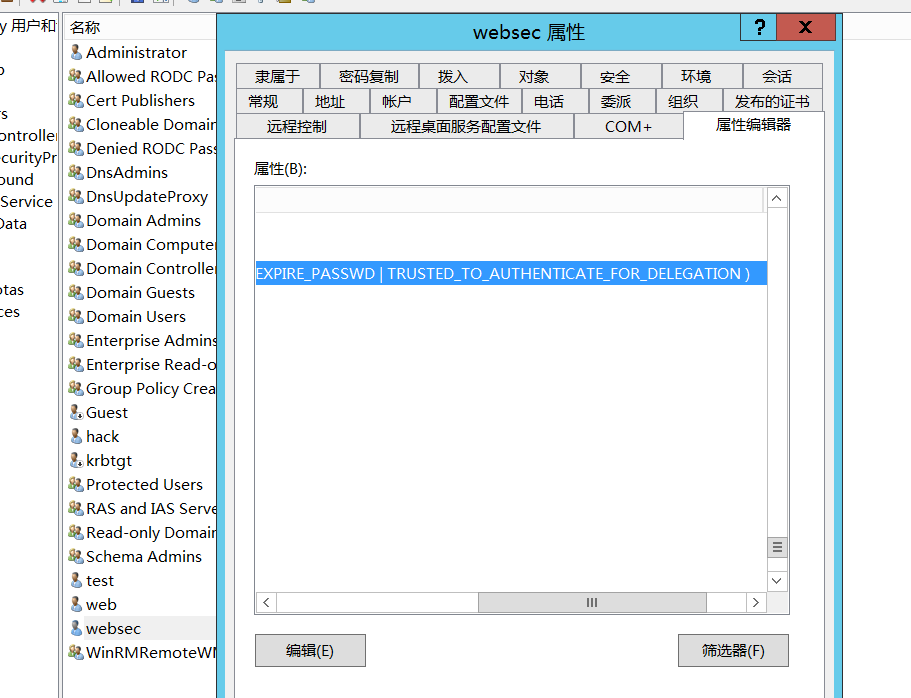 y 用户和
ontroller
ecurityPr
ound
Service
Data
otas
ces
名称
Administrator
Allowed RODC Pas
Cert Publishers
Cloneable Domain
Denied RODC Pass
DnsAdmins
DnsUpdateProxy
Domain Admins
Domain Compute
Domain Controlle
Domain Guests
Domain Users
Enterprise Admins
Enterprise Read-o
Group Policy Crea
Guest
hack
krbtgt
Protected Users
RAS and IAS Serve
Read-only Domain
Schema Admins
test
web
websec
WinRMRemoteWM
websec 属性
? X
隶属于 密码复制 拨入 对象 安全 环境 会话
常规 地址 帐户 配置文件 电话 委派 组织 发布的证书
远程控制 远程桌面服务配置文件 COM+ 属性编辑器
属性(B):
EXPIRE_PASSWD | TRUSTED_TO_AUTHENTICATE_FOR_DELEGATION )
编辑(E) 筛选器(F)